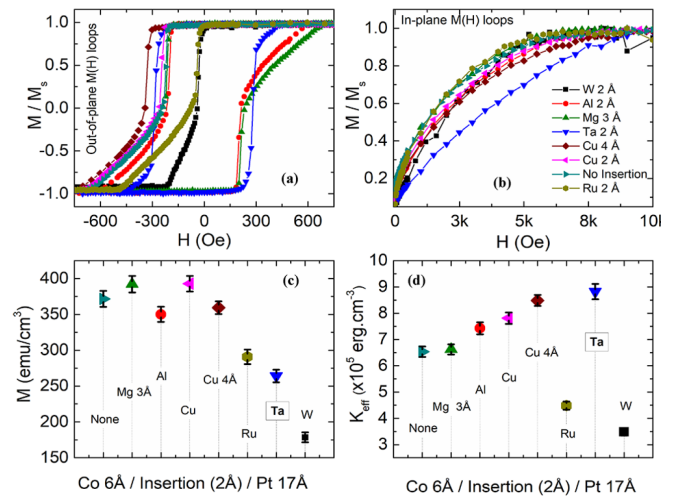 1.0
0.5
0.0
-0.5
-1.0
M / Mₛ
Out-of-plane M(H) loops
(a)
-600
-300
0
300
600
H (Oe)
In-plane M(H) loops
1.0
0.8
0.6
0.4
0.2
M / Mₛ
W 2 Å
Al 2 Å
Mg 3 Å
Ta 2 Å
Cu 4 Å
Cu 2 Å
No Insertion
Ru 2 Å
(b)
0
3k
5k
8k
10k
H (Oe)
450
400
350
300
250
200
150
M (emu/cm³)
(c)
None
Mg 3Å
Al
Cu
Cu 4Å
Ru
Ta
W
Co 6Å / Insertion (2Å) / Pt 17Å
10
9
8
7
6
5
4
3
Keff (x10⁵ erg.cm⁻³)
(d)
None
Mg 3Å
Al
Cu
Cu 4Å
Ru
Ta
W
Co 6Å / Insertion (2Å) / Pt 17Å